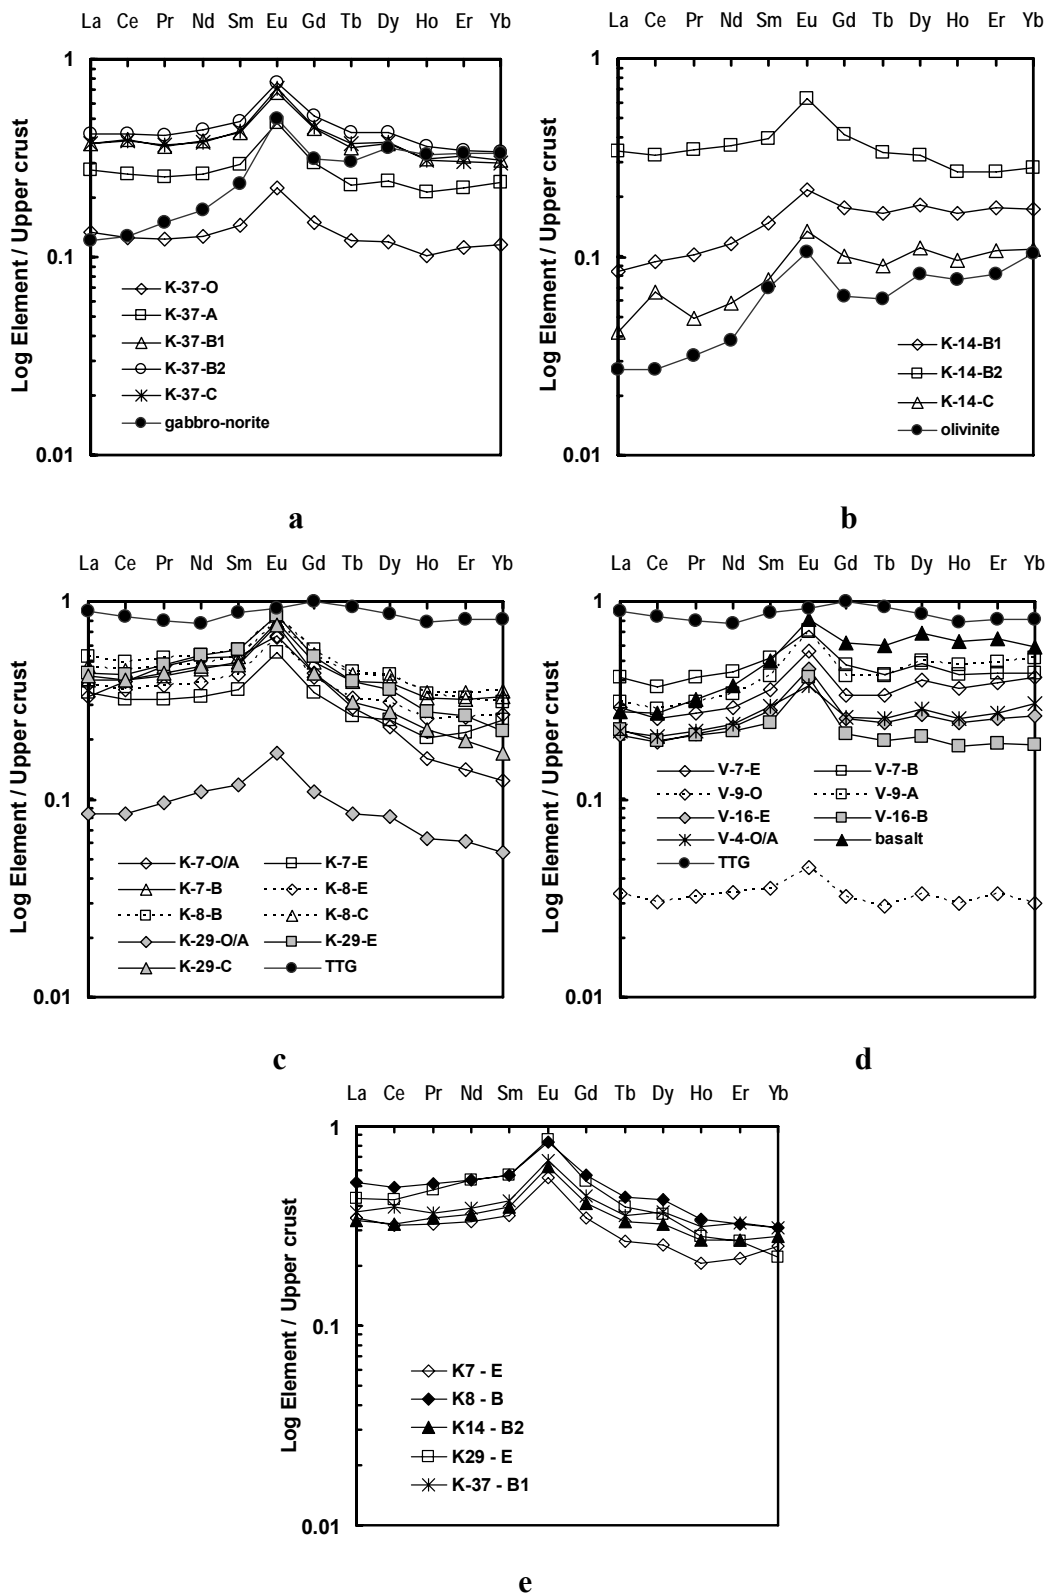 La Ce Pr Nd Sm Eu Gd Tb Dy Ho Er Yb
1
0.1
0.01
Log Element / Upper crust
K-37-O
K-37-A
K-37-B1
K-37-B2
K-37-C
gabbro-norite
a
La Ce Pr Nd Sm Eu Gd Tb Dy Ho Er Yb
1
0.1
0.01
Log Element / Upper crust
K-14-B1
K-14-B2
K-14-C
olivinite
b
La Ce Pr Nd Sm Eu Gd Tb Dy Ho Er Yb
1
0.1
0.01
Log Element / Upper crust
K-7-O/A K-7-E
K-7-B K-8-E
K-8-B K-8-C
K-29-O/A K-29-E
K-29-C TTG
c
La Ce Pr Nd Sm Eu Gd Tb Dy Ho Er Yb
1
0.1
0.01
Log Element / Upper crust
V-7-E V-7-B
V-9-O V-9-A
V-16-E V-16-B
V-4-O/A basalt
TTG
d
La Ce Pr Nd Sm Eu Gd Tb Dy Ho Er Yb
1
0.1
0.01
Log Element / Upper crust
K7 - E
K8 - B
K14 - B2
K29 - E
K-37 - B1
e